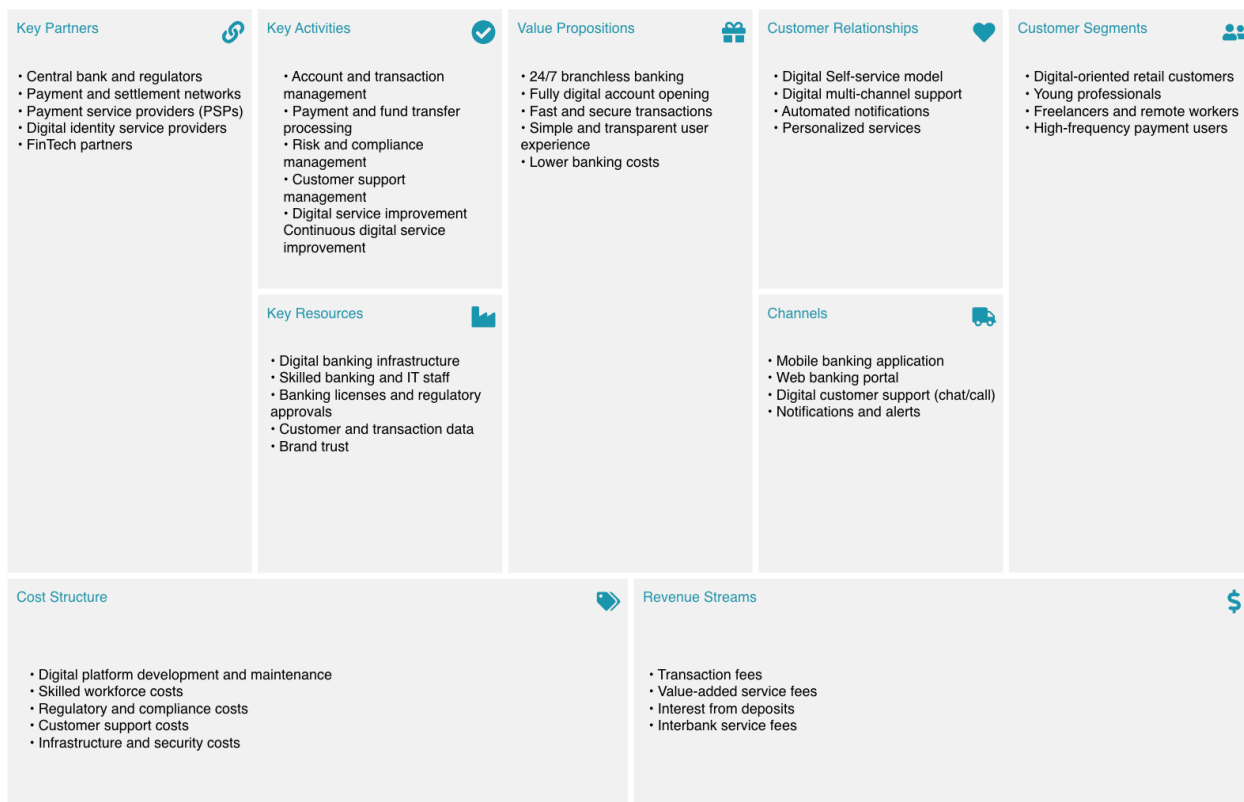 Key Partners
• Central bank and regulators
• Payment and settlement networks
• Payment service providers (PSPs)
• Digital identity service providers
• FinTech partners
Key Activities
• Account and transaction
management
• Payment and fund transfer
processing
• Risk and compliance
management
• Customer support
management
• Digital service improvement
Continuous digital service
improvement
Key Resources
• Digital banking infrastructure
• Skilled banking and IT staff
• Banking licenses and regulatory
approvals
• Customer and transaction data
• Brand trust
Value Propositions
• 24/7 branchless banking
• Fully digital account opening
• Fast and secure transactions
• Simple and transparent user
experience
• Lower banking costs
Customer Relationships
• Digital Self-service model
• Digital multi-channel support
• Automated notifications
• Personalized services
Channels
• Mobile banking application
• Web banking portal
• Digital customer support (chat/call)
• Notifications and alerts
Customer Segments
• Digital-oriented retail customers
• Young professionals
• Freelancers and remote workers
• High-frequency payment users
Cost Structure
• Digital platform development and maintenance
• Skilled workforce costs
• Regulatory and compliance costs
• Customer support costs
• Infrastructure and security costs
Revenue Streams
• Transaction fees
• Value-added service fees
• Interest from deposits
• Interbank service fees